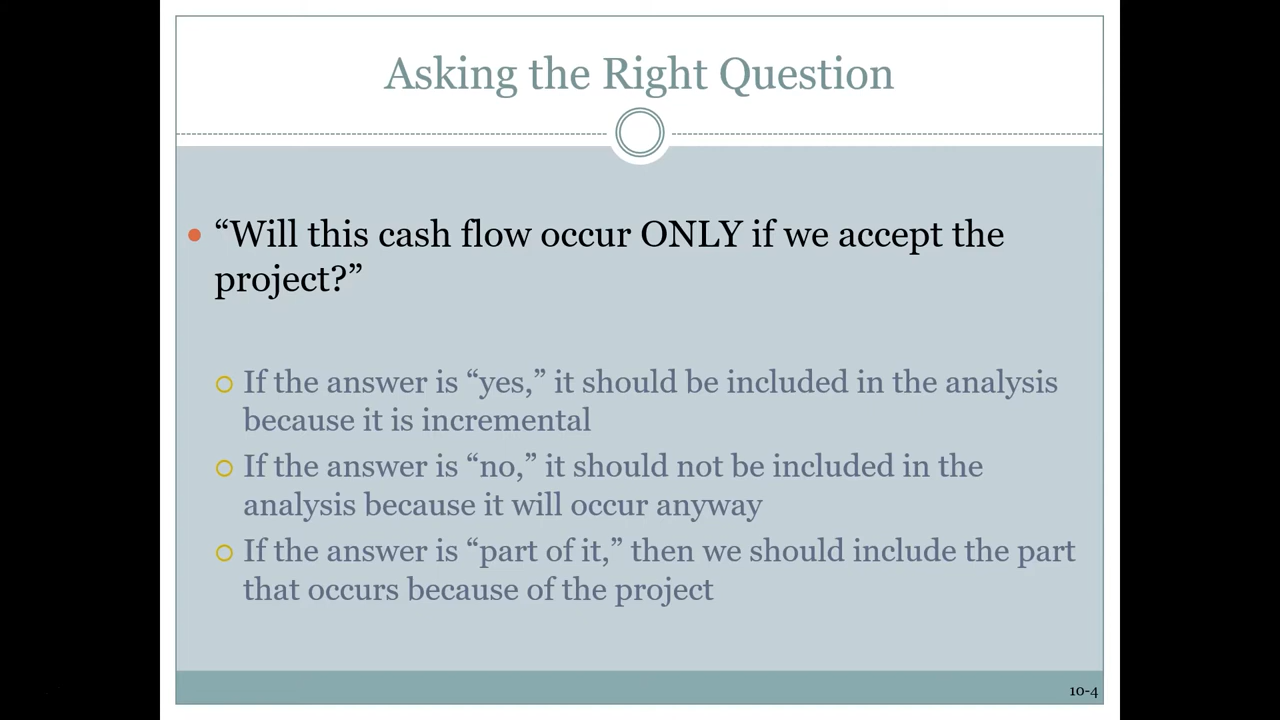 Asking the Right Question
“Will this cash flow occur ONLY if we accept the
project?”
If the answer is “yes,” it should be included in the analysis
because it is incremental
If the answer is “no,” it should not be included in the
analysis because it will occur anyway
If the answer is “part of it,” then we should include the part
that occurs because of the project
10-4